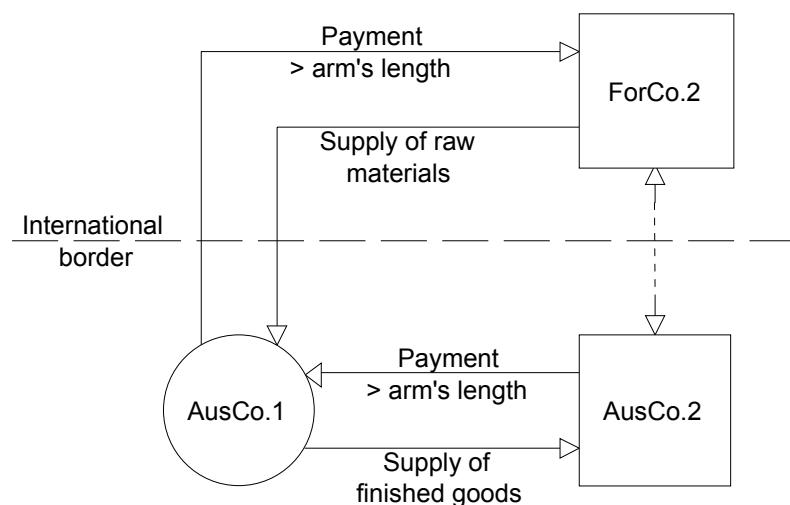 Payment
> arm's length
ForCo.2
Supply of raw
materials
International
border
Payment
> arm's length
AusCo.1
AusCo.2
Supply of
finished goods